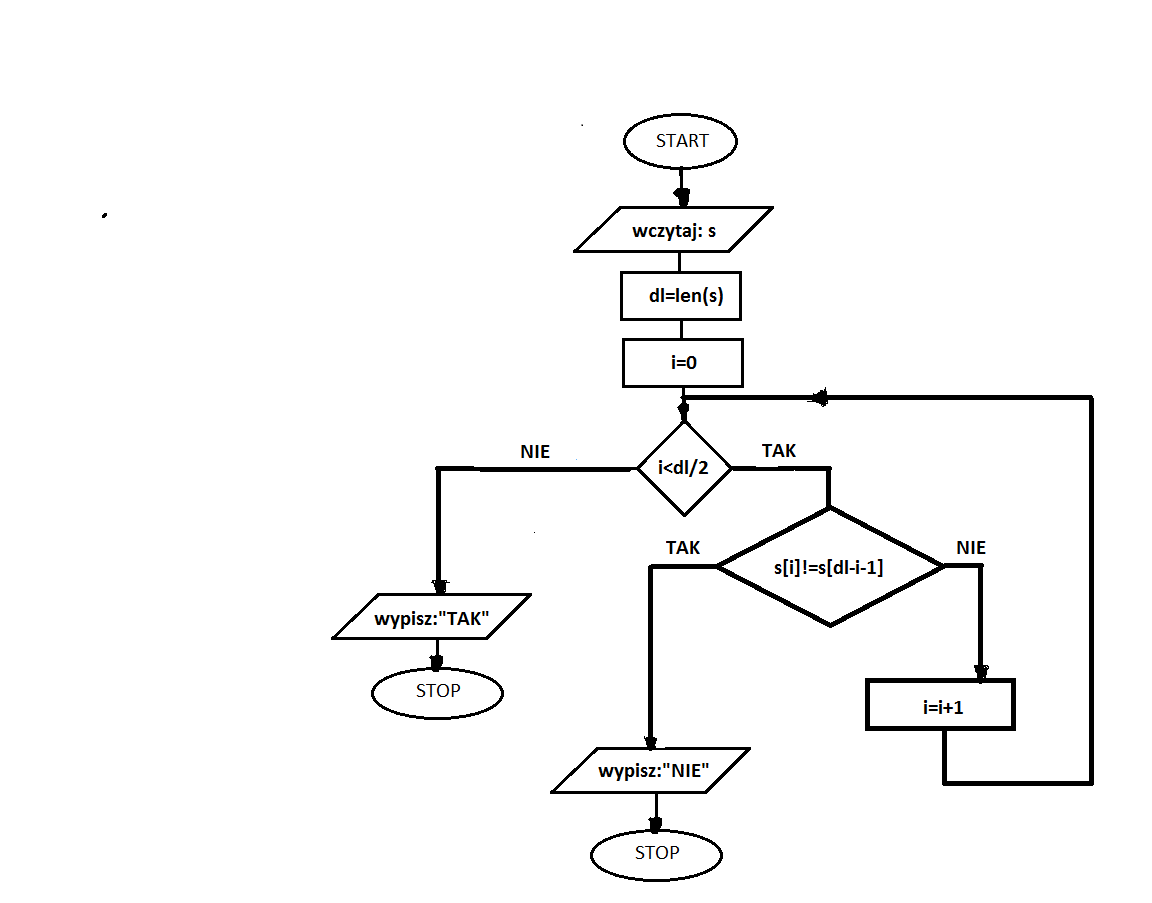 START
wczytaj: s
dl=len(s)
i=0
NIE
i<dl/2
TAK
TAK
s[i]!=s[dl-i-1]
NIE
wypisz:"TAK"
STOP
i=i+1
wypisz:"NIE"
STOP